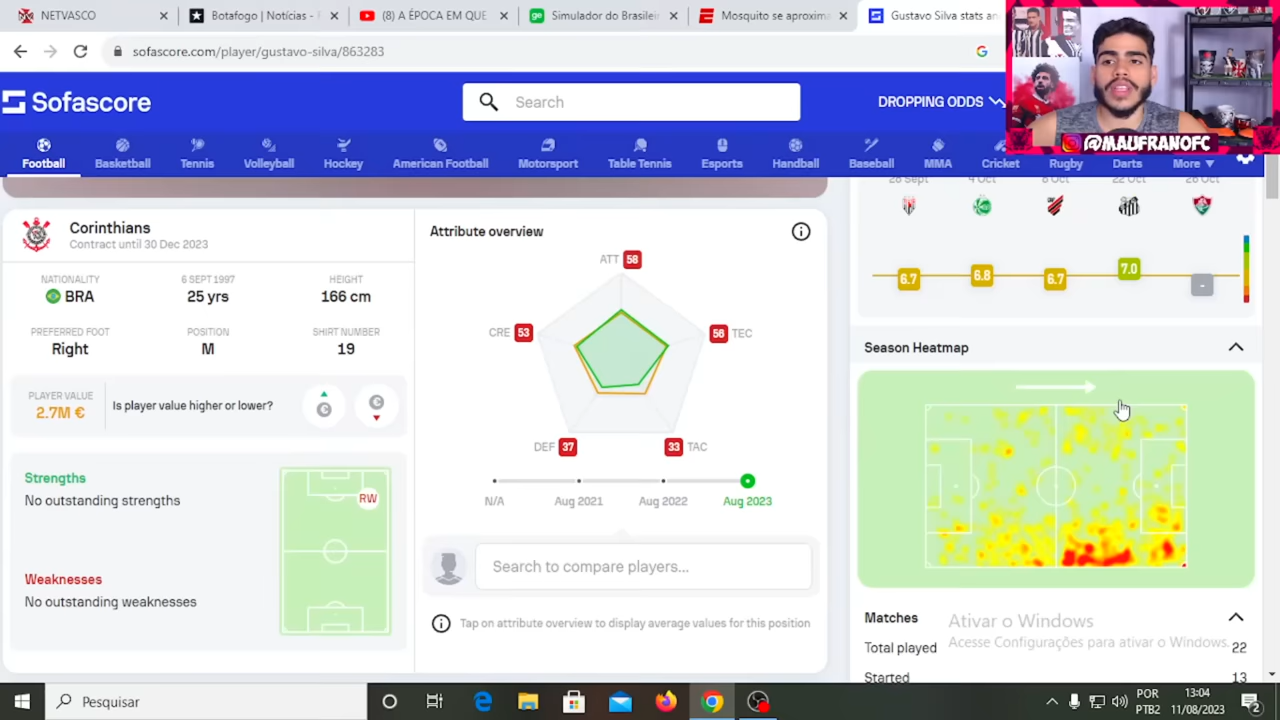 NETVASCO
Botafogo | Notícias -
(8) A ÉPOCA EM QUE
ge Simulador do Brasilei
Mosquito se aproxima
Gustavo Silva stats an
sofascore.com/player/gustavo-silva/863283
Sofascore
Search
DROPPING ODDS
@MAUFRANOFC
Football
Basketball
Tennis
Volleyball
Hockey
American Football
Motorsport
Table Tennis
Esports
Handball
Baseball
MMA
Cricket
Rugby
Darts
More
Corinthians
Contract until 30 Dec 2023
NATIONALITY
BRA
6 SEPT 1997
25 yrs
HEIGHT
166 cm
PREFERRED FOOT
Right
POSITION
M
SHIRT NUMBER
19
PLAYER VALUE
2.7M €
Is player value higher or lower?
Strengths
No outstanding strengths
Weaknesses
No outstanding weaknesses
RW
Attribute overview
ATT 58
CRE 53
56 TEC
DEF 37
33 TAC
N/A
Aug 2021
Aug 2022
Aug 2023
Search to compare players...
Tap on attribute overview to display average values for this position
4 Oct
22 Oct
6.7
6.8
6.7
7.0
-
Season Heatmap
Matches
Total played 22
Started 13
Ativar o Windows
Acesse Configurações para ativar o Windows.
Pesquisar
POR
PTB2
13:04
11/08/2023
2